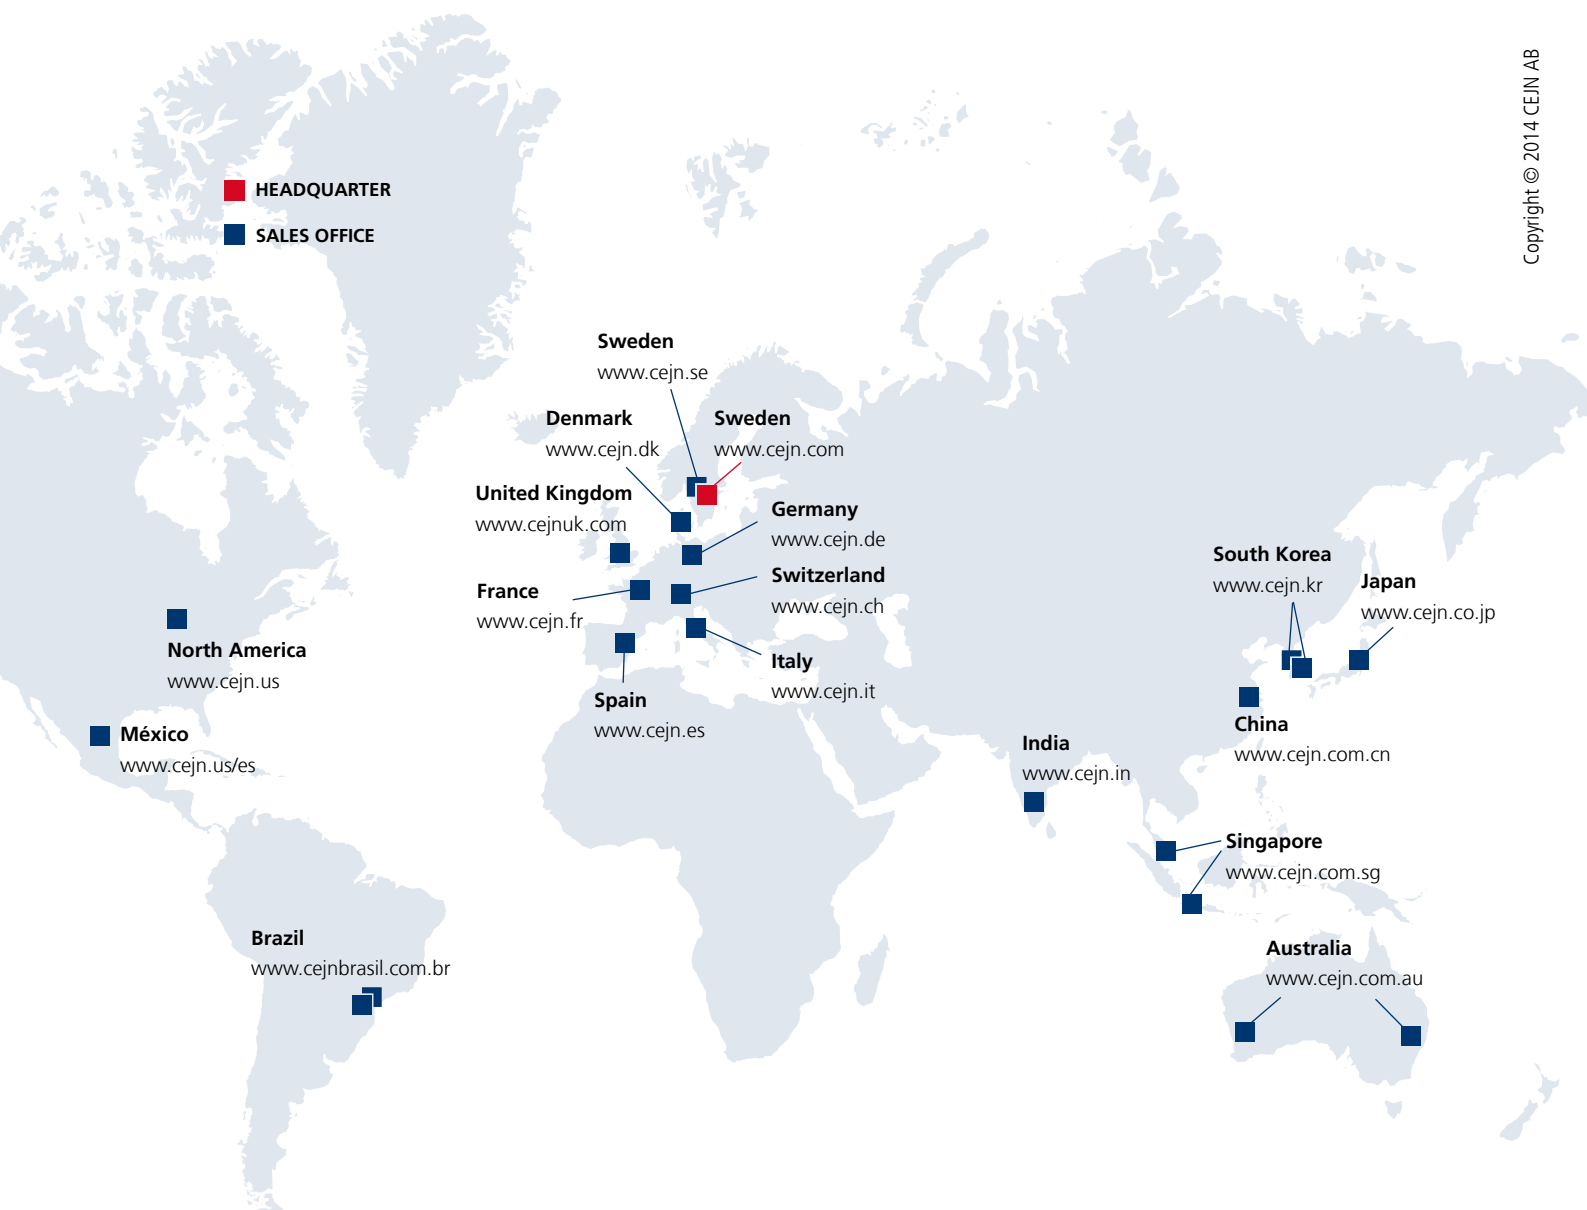 Copyright © 2014 CEJN AB
HEADQUARTER
SALES OFFICE
Sweden
www.cejn.se
Denmark
www.cejn.dk
Sweden
www.cejn.com
United Kingdom
www.cejnuk.com
Germany
www.cejn.de
Switzerland
www.cejn.ch
France
www.cejn.fr
Italy
www.cejn.it
Spain
www.cejn.es
South Korea
www.cejn.kr
Japan
www.cejn.co.jp
North America
www.cejn.us
México
www.cejn.us/es
China
www.cejn.com.cn
India
www.cejn.in
Singapore
www.cejn.com.sg
Brazil
www.cejnbrasil.com.br
Australia
www.cejn.com.au